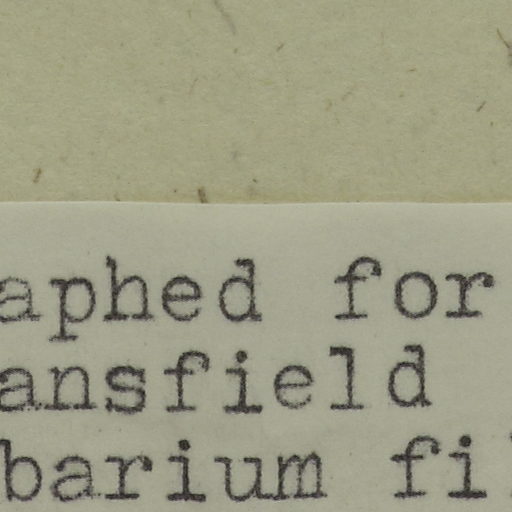 aphed for
ansfield
barium fi